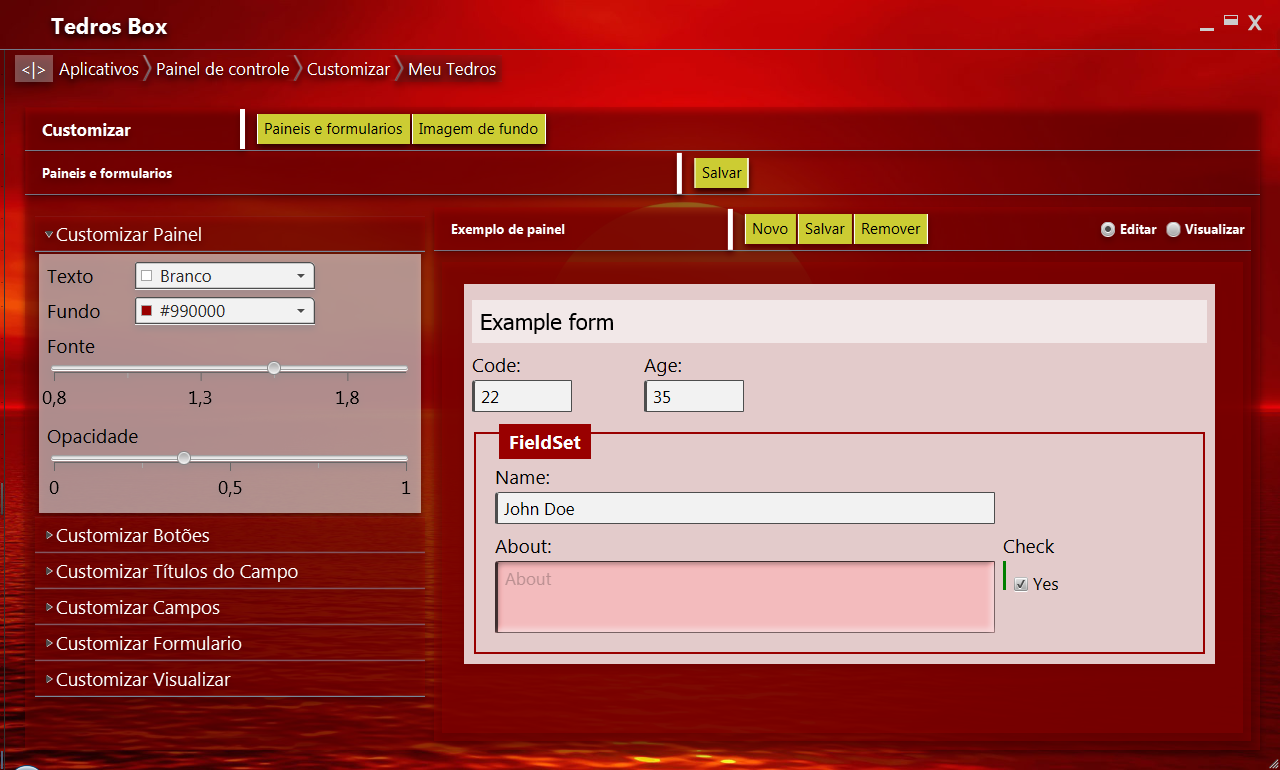 Tedros Box
<|> Aplicativos Painel de controle Customizar Meu Tedros
Customizar Paineis e formularios Imagem de fundo
Paineis e formularios Salvar
Customizar Painel
Texto Branco
Fundo #990000
Fonte
0,8 1,3 1,8
Opacidade
0 0,5 1
Customizar Botões
Customizar Títulos do Campo
Customizar Campos
Customizar Formulario
Customizar Visualizar
Exemplo de painel Novo Salvar Remover Editar Visualizar
Example form
Code: Age:
22 35
FieldSet
Name:
John Doe
About: Check
About Yes